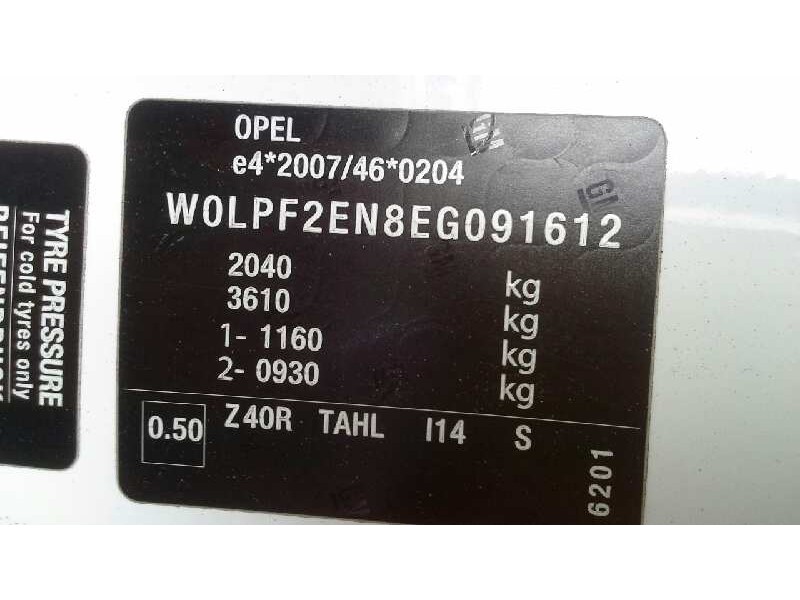 OPEL
e4*2007/46*0204
W0LPF2EN8EG091612
2040 kg
3610 kg
1- 1160 kg
2- 0930 kg
0.50 Z40R TAHL I14 S
6201
TYRE PRESSURE
For cold tyres only
GM